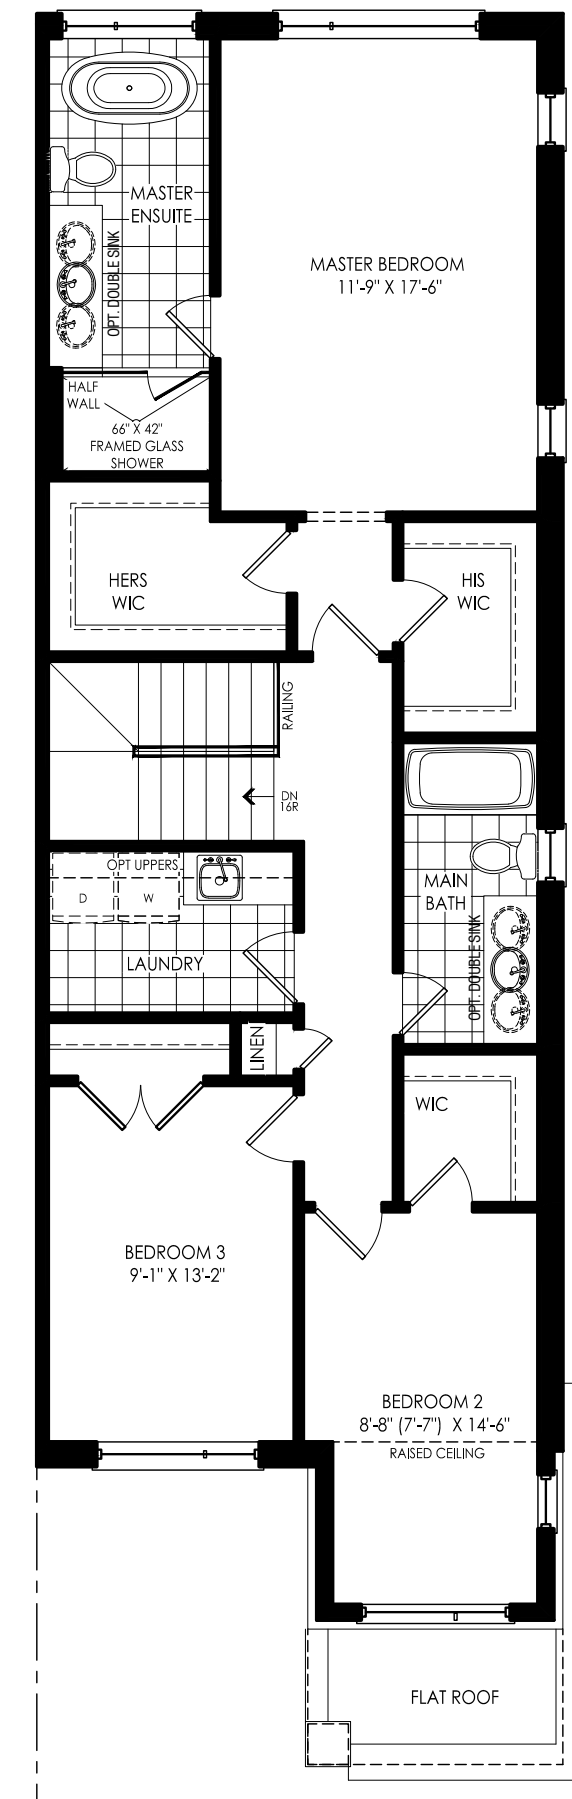 MASTER
ENSUITE
OPT. DOUBLE SINK
MASTER BEDROOM
11'-9" X 17'-6"
HALF
WALL
66" X 42"
FRAMED GLASS
SHOWER
HERS
WIC
HIS
WIC
RAILING
DN
16R
OPT UPPERS
D
W
LAUNDRY
MAIN
BATH
OPT. DOUBLE SINK
LINEN
WIC
BEDROOM 3
9'-1" X 13'-2"
BEDROOM 2
8'-8" (7'-7") X 14'-6"
RAISED CEILING
FLAT ROOF